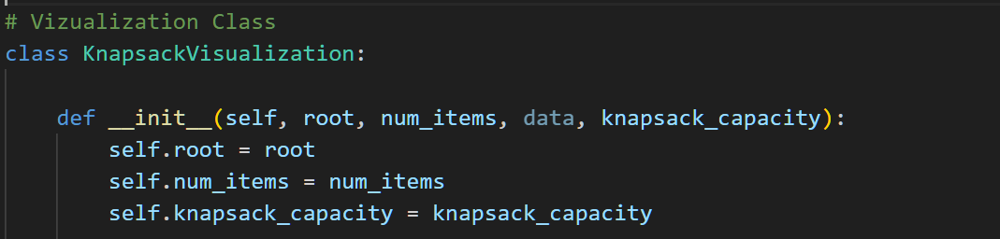 # Vizualization Class
class KnapsackVisualization:
def __init__(self, root, num_items, data, knapsack_capacity):
self.root = root
self.num_items = num_items
self.knapsack_capacity = knapsack_capacity